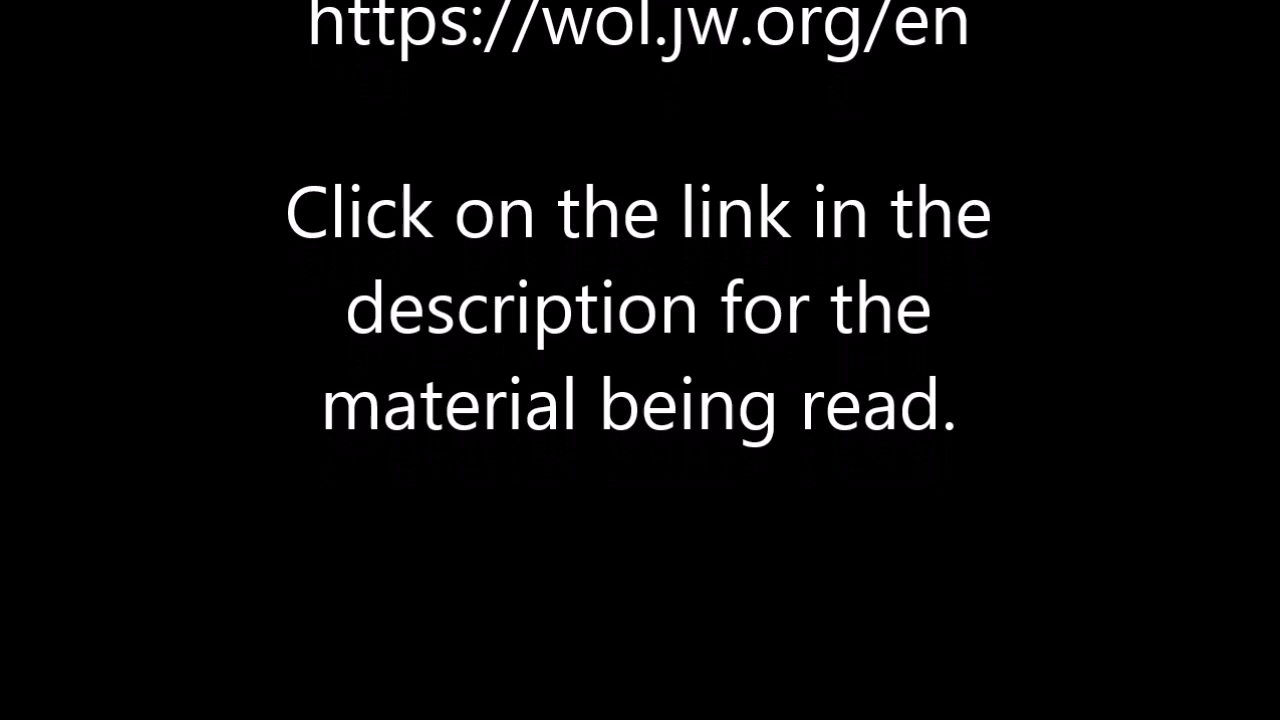 https://wol.jw.org/en
Click on the link in the
description for the
material being read.